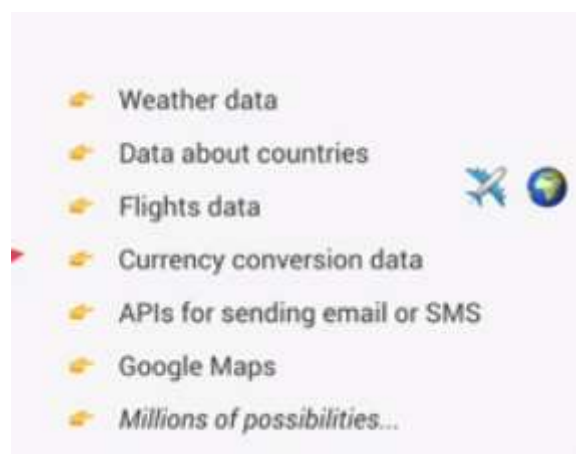 Weather data
Data about countries
Flights data
Currency conversion data
APIs for sending email or SMS
Google Maps
Millions of possibilities...